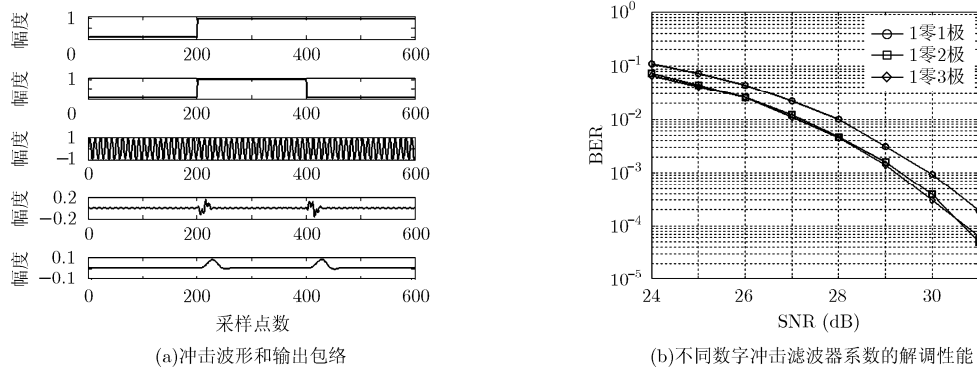 幅度
1
0 200 400 600
幅度
1
0 200 400 600
幅度
1
−1
0 200 400 600
幅度
0.2
−0.2
0 200 400 600
幅度
0.1
−0.1
0 200 400 600
采样点数
(a)冲击波形和输出包络
BER
10⁰
10⁻¹
10⁻²
10⁻³
10⁻⁴
10⁻⁵
1零1极
1零2极
1零3极
24 26 28 30
SNR (dB)
(b)不同数字冲击滤波器系数的解调性能